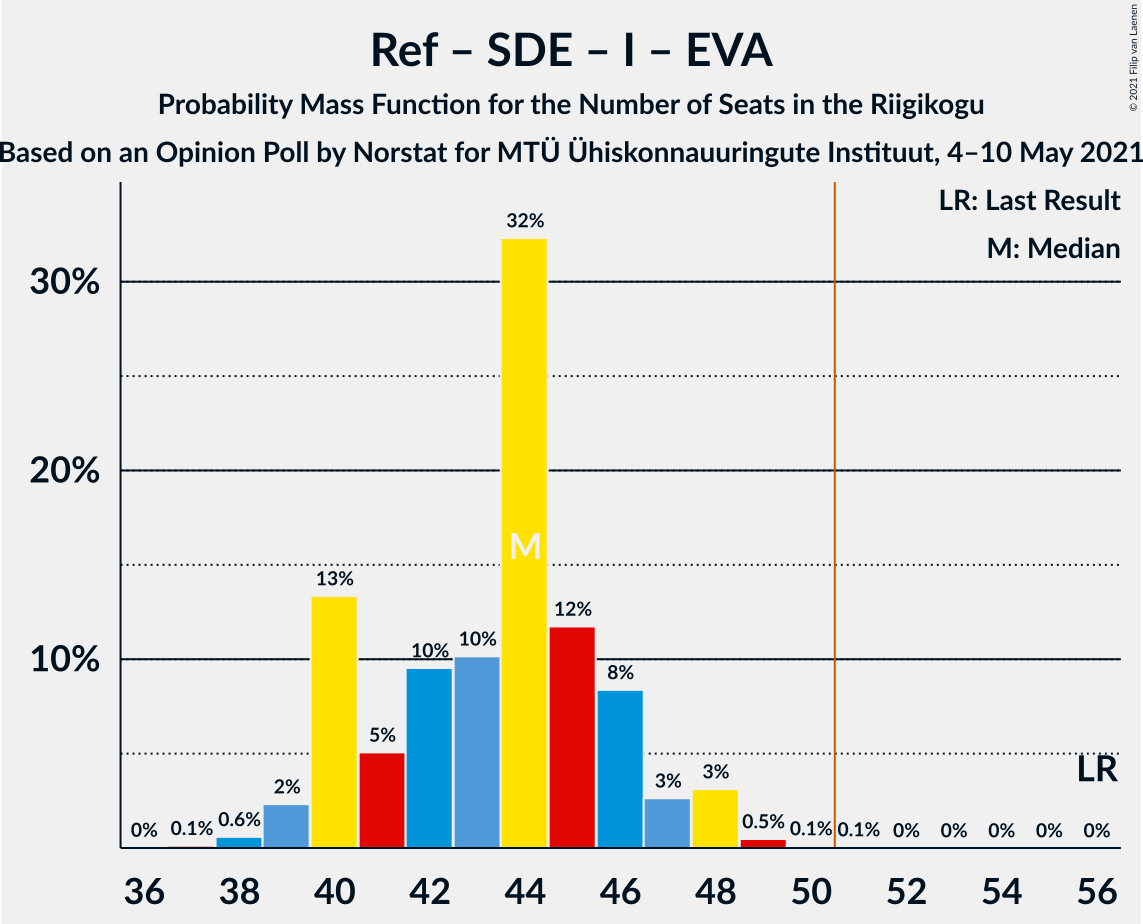 Ref – SDE – I – EVA
Probability Mass Function for the Number of Seats in the Riigikogu
Based on an Opinion Poll by Norstat for MTÜ Ühiskonnauuringute Instituut, 4–10 May 2021
© 2021 Filip van Laenen
LR: Last Result
M: Median
30%
20%
10%
0% 0.1% 0.6% 2% 13% 5% 10% 10% 32% 12% 8% 3% 3% 0.5% 0.1% 0.1% 0% 0% 0% 0% 0%
M
LR
36 38 40 42 44 46 48 50 52 54 56